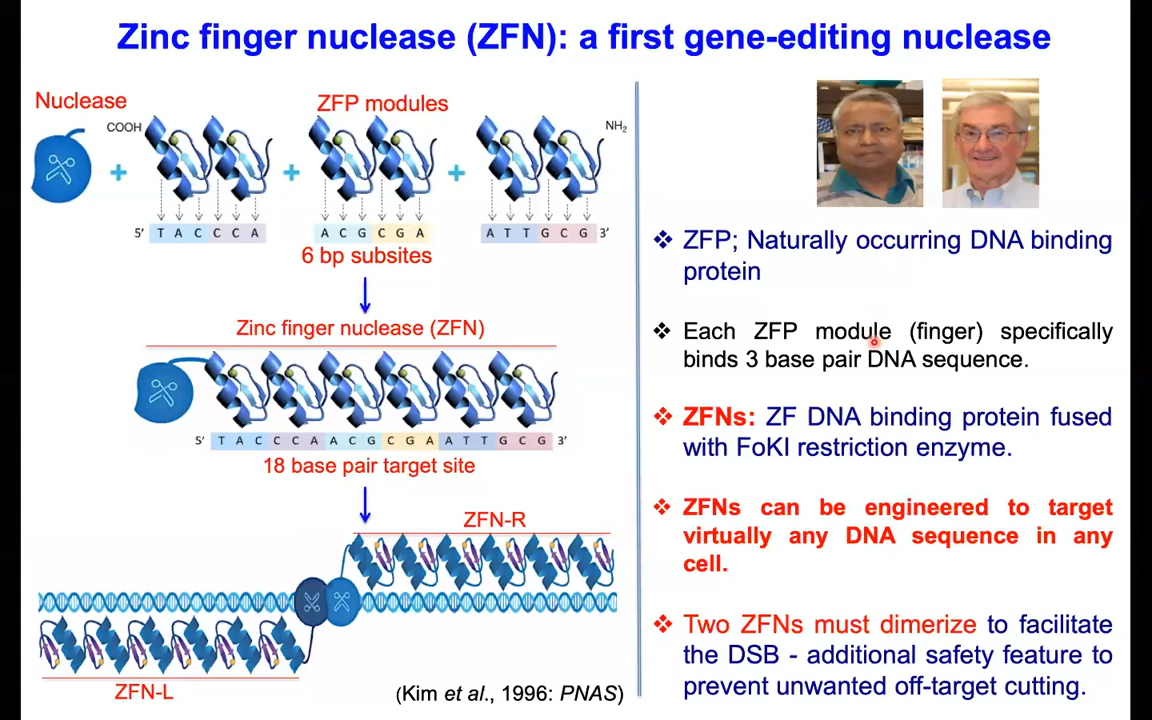 Zinc finger nuclease (ZFN): a first gene-editing nuclease
Nuclease
ZFP modules
COOH
NH2
+
+
+
5' T A C C C A
A C G C G A
A T T G C G 3'
6 bp subsites
Zinc finger nuclease (ZFN)
5' T A C C C A A C G C G A A T T G C G 3'
18 base pair target site
ZFN-R
ZFN-L
(Kim et al., 1996: PNAS)
❖ ZFP; Naturally occurring DNA binding
protein
❖ Each ZFP module (finger) specifically
binds 3 base pair DNA sequence.
❖ ZFNs: ZF DNA binding protein fused
with FoKI restriction enzyme.
❖ ZFNs can be engineered to target
virtually any DNA sequence in any
cell.
❖ Two ZFNs must dimerize to facilitate
the DSB - additional safety feature to
prevent unwanted off-target cutting.